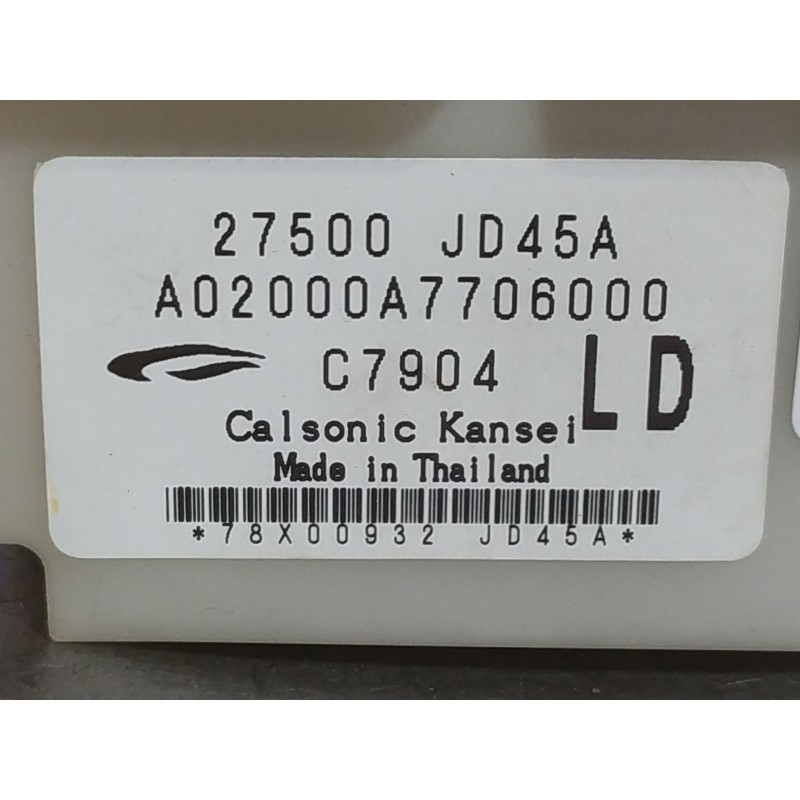 27500 JD45A
A02000A7706000
C7904 LD
Calsonic Kansei
Made in Thailand
*78X00932 JD45A*